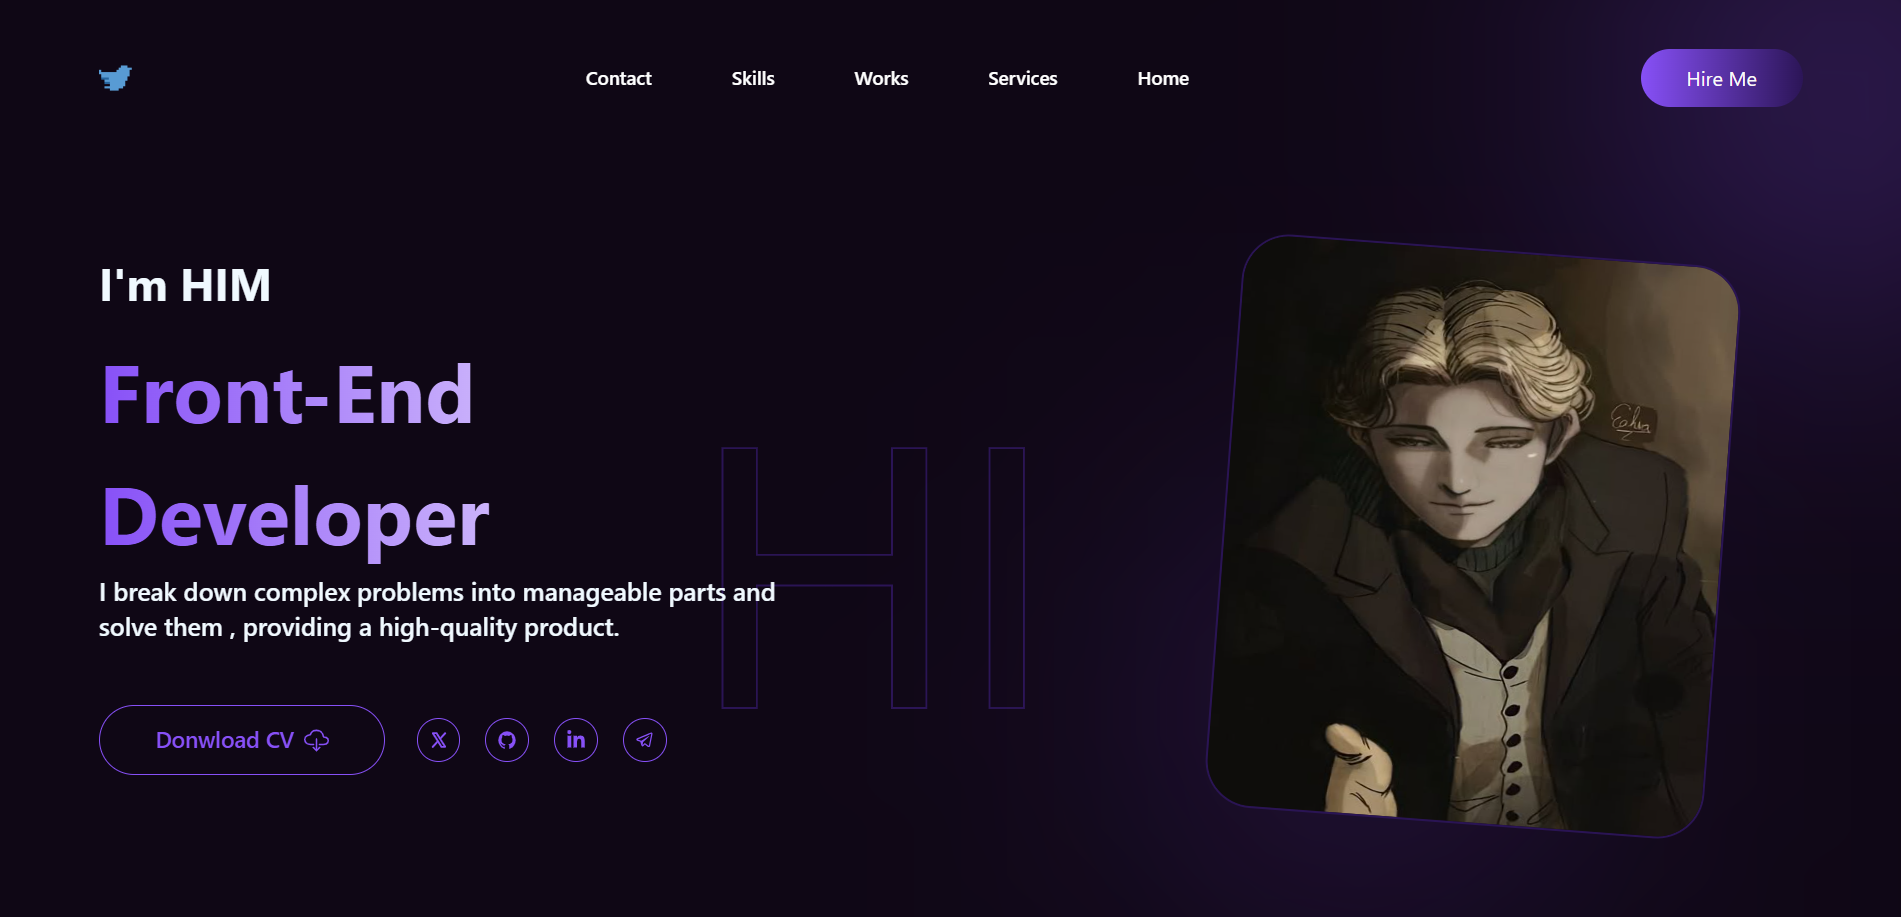 Contact
Skills
Works
Services
Home
Hire Me
I'm HIM
Front-End
Developer
HI
I break down complex problems into manageable parts and
solve them , providing a high-quality product.
Donwload CV